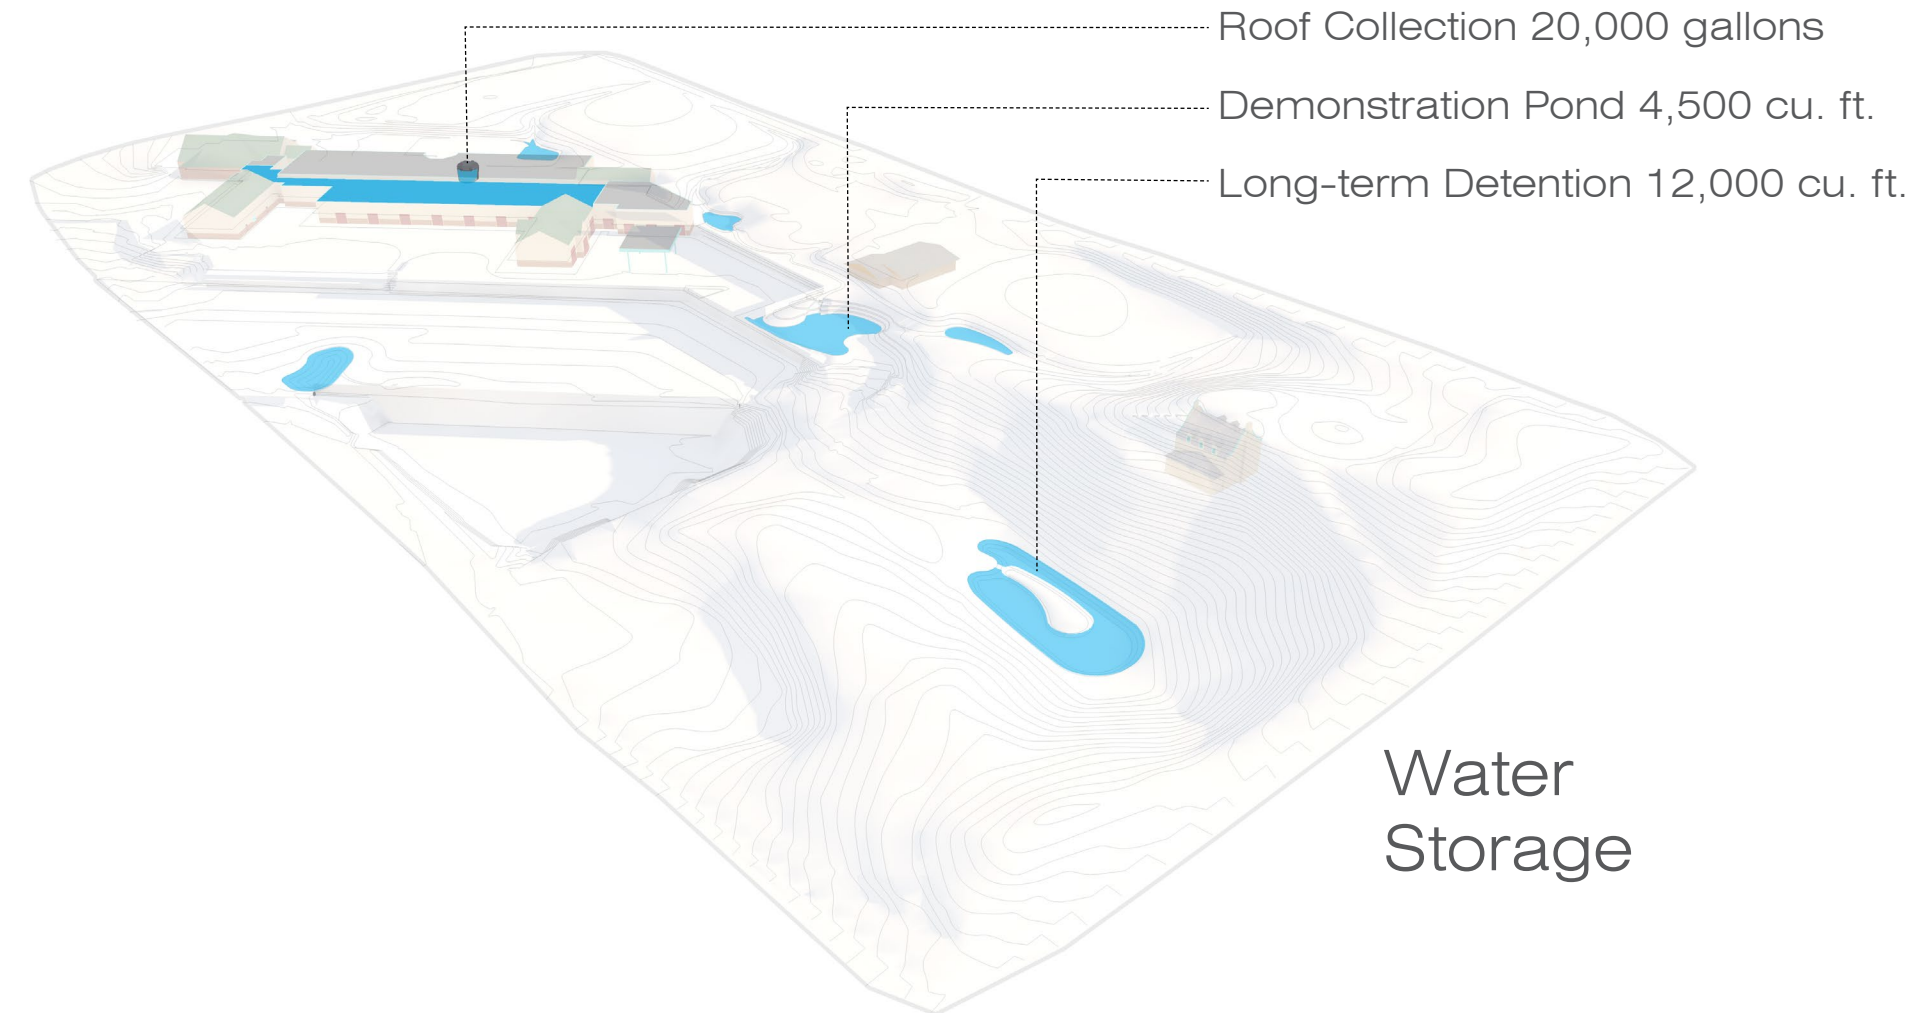 Roof Collection 20,000 gallons
Demonstration Pond 4,500 cu. ft.
Long-term Detention 12,000 cu. ft.
Water
Storage